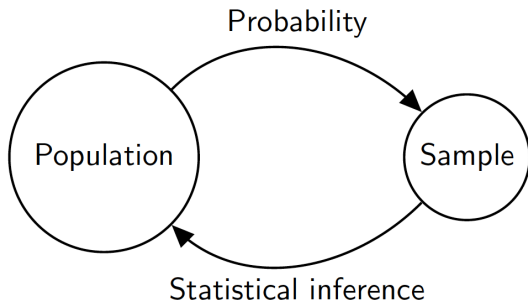 Probability
Population
Sample
Statistical inference